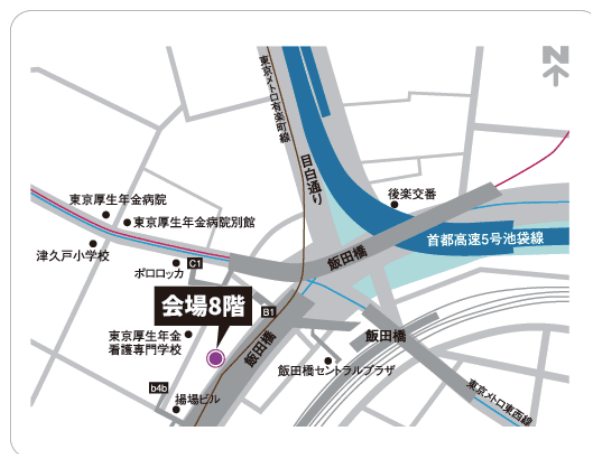 N
東京メトロ有楽町線
目白通り
後楽交番
東京厚生年金病院
東京厚生年金病院別館
首都高速5号池袋線
津久戸小学校
ポロロッカ
C1
飯田橋
会場8階
B1
飯田橋
東京厚生年金
看護専門学校
飯田橋
飯田橋セントラルプラザ
b4b
揚場ビル
東京メトロ東西線